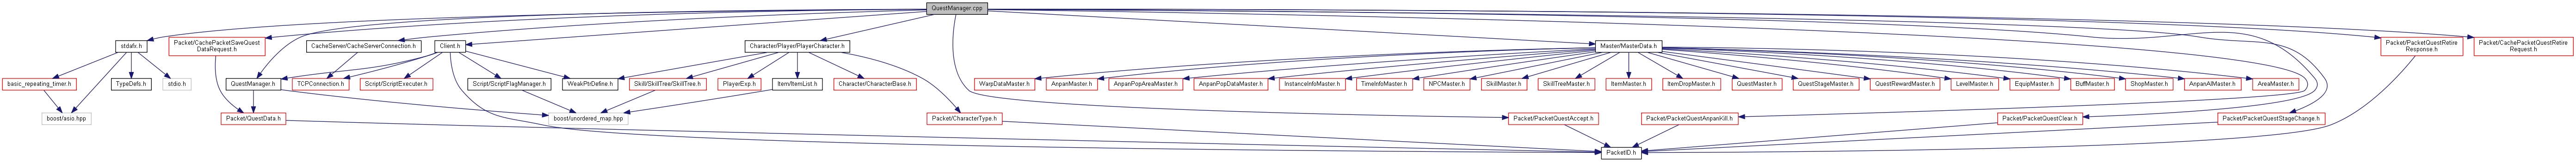 QuestManager.cpp
stdafx.h
Packet/CachePacketSaveQuest
DataRequest.h
CacheServer/CacheServerConnection.h
Client.h
Character/Player/PlayerCharacter.h
Master/MasterData.h
Packet/PacketQuestRetire
Response.h
Packet/CachePacketQuestRetire
Request.h
basic_repeating_timer.h
TypeDefs.h
stdio.h
QuestManager.h
TCPConnection.h
Script/ScriptExecuter.h
Script/ScriptFlagManager.h
WeakPtrDefine.h
Skill/SkillTree/SkillTree.h
PlayerExp.h
Item/ItemList.h
Character/CharacterBase.h
WarpDataMaster.h
AnpanMaster.h
AnpanPopAreaMaster.h
AnpanPopDataMaster.h
InstanceInfoMaster.h
TimeInfoMaster.h
NPCMaster.h
SkillMaster.h
SkillTreeMaster.h
ItemMaster.h
ItemDropMaster.h
QuestMaster.h
QuestStageMaster.h
QuestRewardMaster.h
LevelMaster.h
EquipMaster.h
BuffMaster.h
ShopMaster.h
AnpanAIMaster.h
AreaMaster.h
boost/asio.hpp
Packet/QuestData.h
boost/unordered_map.hpp
Packet/CharacterType.h
Packet/PacketQuestAccept.h
Packet/PacketQuestAnpanKill.h
Packet/PacketQuestClear.h
Packet/PacketQuestStageChange.h
PacketID.h